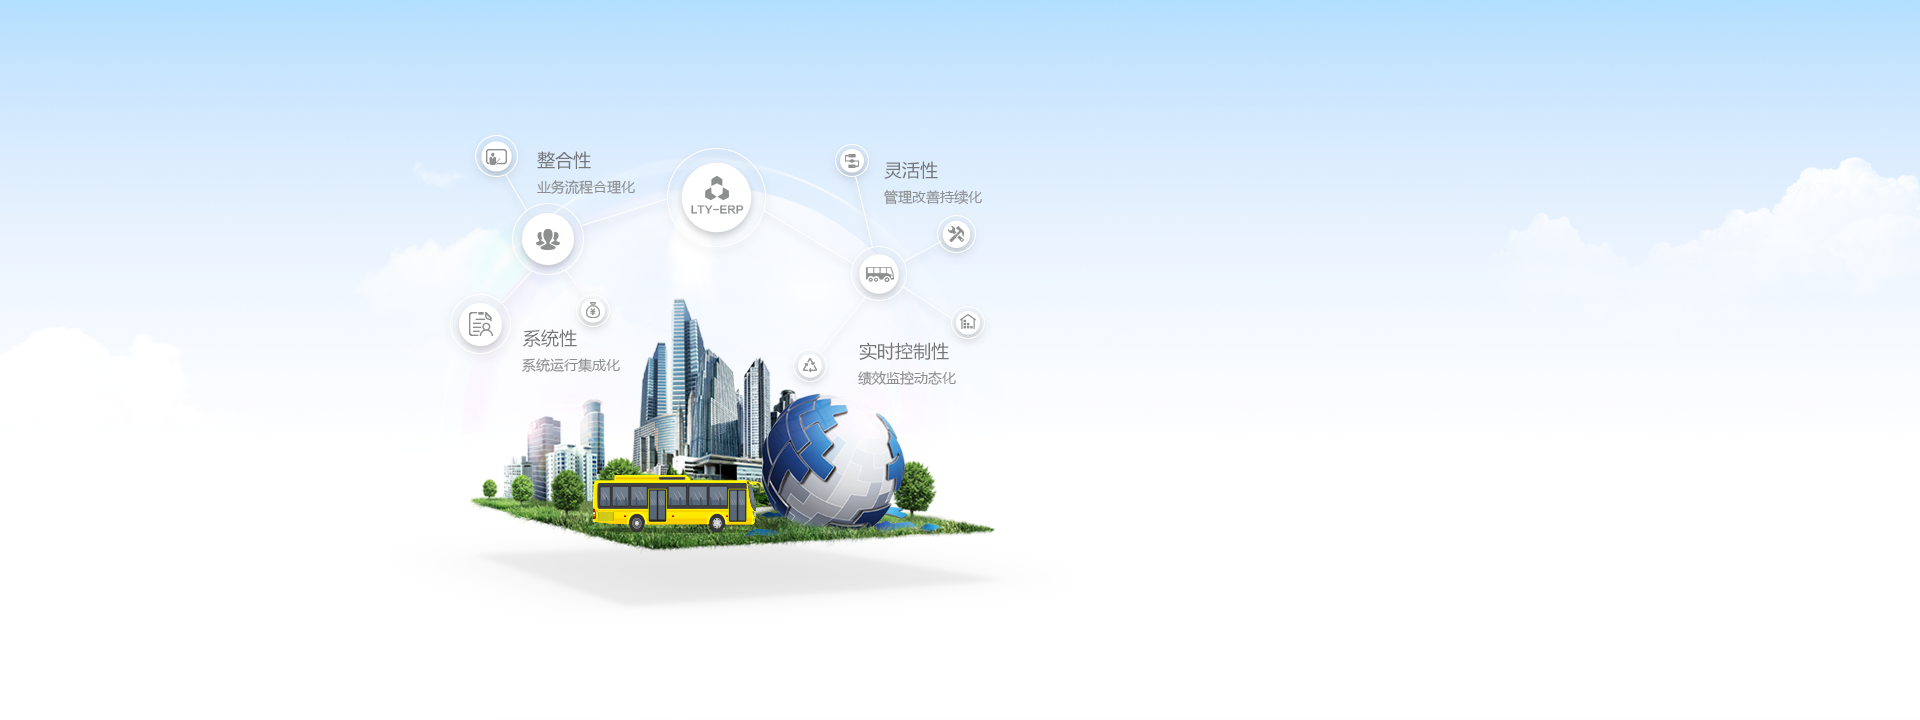 整合性
业务流程合理化
LTY-ERP
灵活性
管理改善持续化
系统性
系统运行集成化
实时控制性
绩效监控动态化